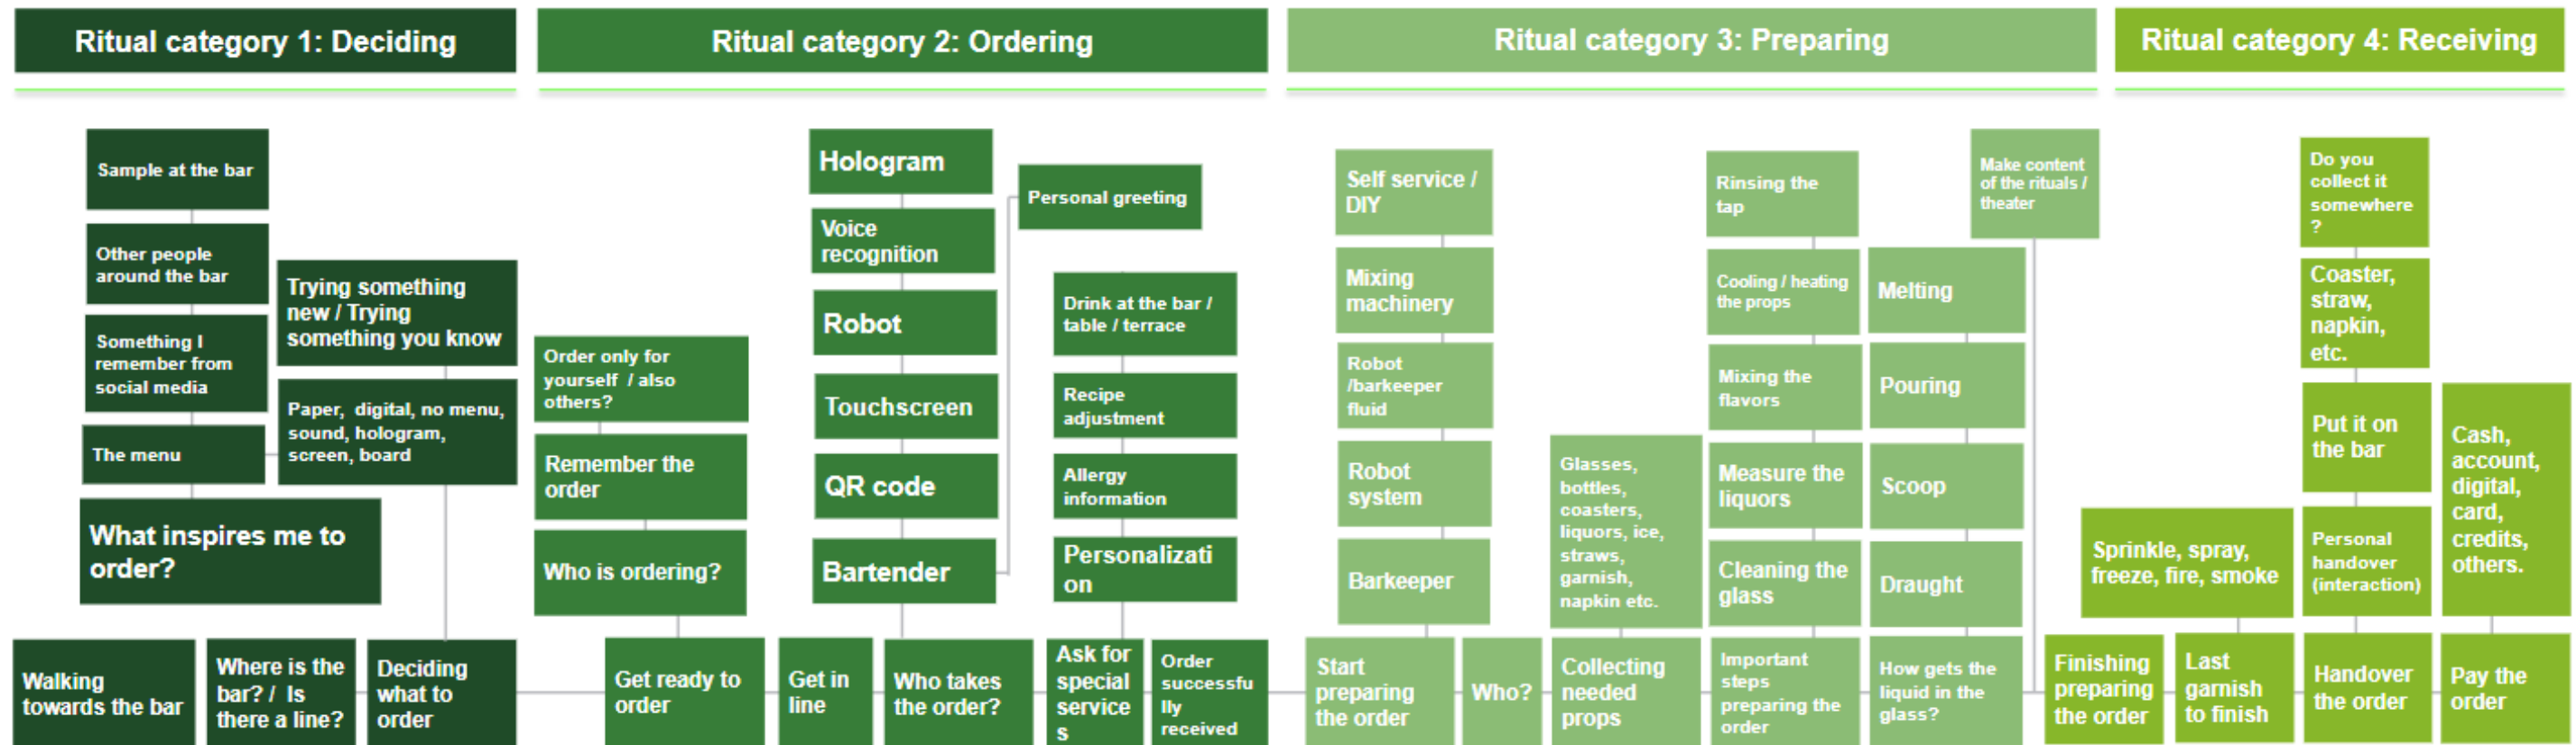 Ritual category 1: Deciding
Ritual category 2: Ordering
Ritual category 3: Preparing
Ritual category 4: Receiving
Sample at the bar
Other people
around the bar
Something I
remember from
social media
The menu
What inspires me to
order?
Trying something
new / Trying
something you know
Paper, digital, no menu,
sound, hologram,
screen, board
Walking
towards the bar
Where is the
bar? / Is
there a line?
Deciding
what to
order
Order only for
yourself / also
others?
Remember the
order
Who is ordering?
Get ready to
order
Get in
line
Hologram
Voice
recognition
Robot
Touchscreen
QR code
Bartender
Who takes
the order?
Personal greeting
Drink at the bar /
table / terrace
Recipe
adjustment
Allergy
information
Personalizati
on
Ask for
special
service
s
Order
successfu
lly
received
Self service /
DIY
Mixing
machinery
Robot
/barkeeper
fluid
Robot
system
Barkeeper
Start
preparing
the order
Who?
Glasses,
bottles,
coasters,
liquors, ice,
straws,
garnish,
napkin etc.
Collecting
needed
props
Rinsing the
tap
Cooling / heating
the props
Mixing the
flavors
Measure the
liquors
Cleaning the
glass
Important
steps
preparing the
order
Melting
Pouring
Scoop
Draught
How gets the
liquid in the
glass?
Make content
of the rituals /
theater
Finishing
preparing
the order
Sprinkle, spray,
freeze, fire, smoke
Last
garnish
to finish
Do you
collect it
somewhere
?
Coaster,
straw,
napkin,
etc.
Put it on
the bar
Personal
handover
(interaction)
Handover
the order
Cash,
account,
digital,
card,
credits,
others.
Pay the
order